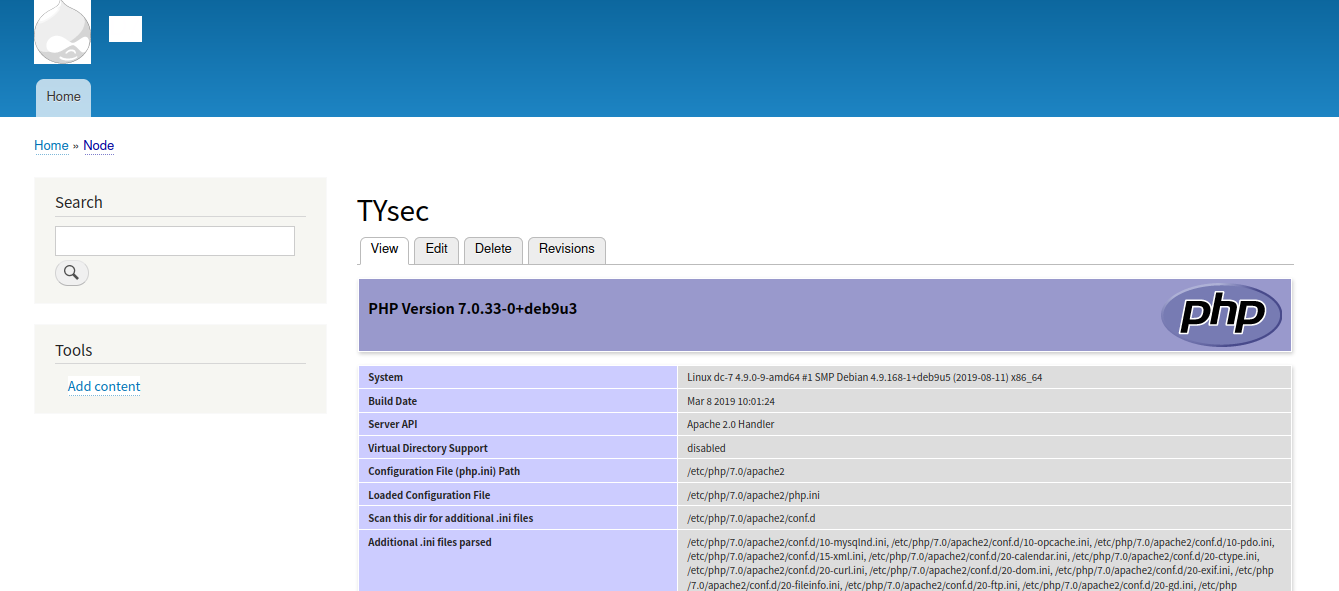 Home
Home » Node
Search
Tools
Add content
TYsec
View Edit Delete Revisions
PHP Version 7.0.33-0+deb9u3
php
System Linux dc-7 4.9.0-9-amd64 #1 SMP Debian 4.9.168-1+deb9u5 (2019-08-11) x86_64
Build Date Mar 8 2019 10:01:24
Server API Apache 2.0 Handler
Virtual Directory Support disabled
Configuration File (php.ini) Path /etc/php/7.0/apache2
Loaded Configuration File /etc/php/7.0/apache2/php.ini
Scan this dir for additional .ini files /etc/php/7.0/apache2/conf.d
Additional .ini files parsed /etc/php/7.0/apache2/conf.d/10-mysqlnd.ini, /etc/php/7.0/apache2/conf.d/10-opcache.ini, /etc/php/7.0/apache2/conf.d/10-pdo.ini,
/etc/php/7.0/apache2/conf.d/15-xml.ini, /etc/php/7.0/apache2/conf.d/20-calendar.ini, /etc/php/7.0/apache2/conf.d/20-ctype.ini,
/etc/php/7.0/apache2/conf.d/20-curl.ini, /etc/php/7.0/apache2/conf.d/20-dom.ini, /etc/php/7.0/apache2/conf.d/20-exif.ini, /etc/php
/7.0/apache2/conf.d/20-fileinfo.ini, /etc/php/7.0/apache2/conf.d/20-ftp.ini, /etc/php/7.0/apache2/conf.d/20-gd.ini, /etc/php